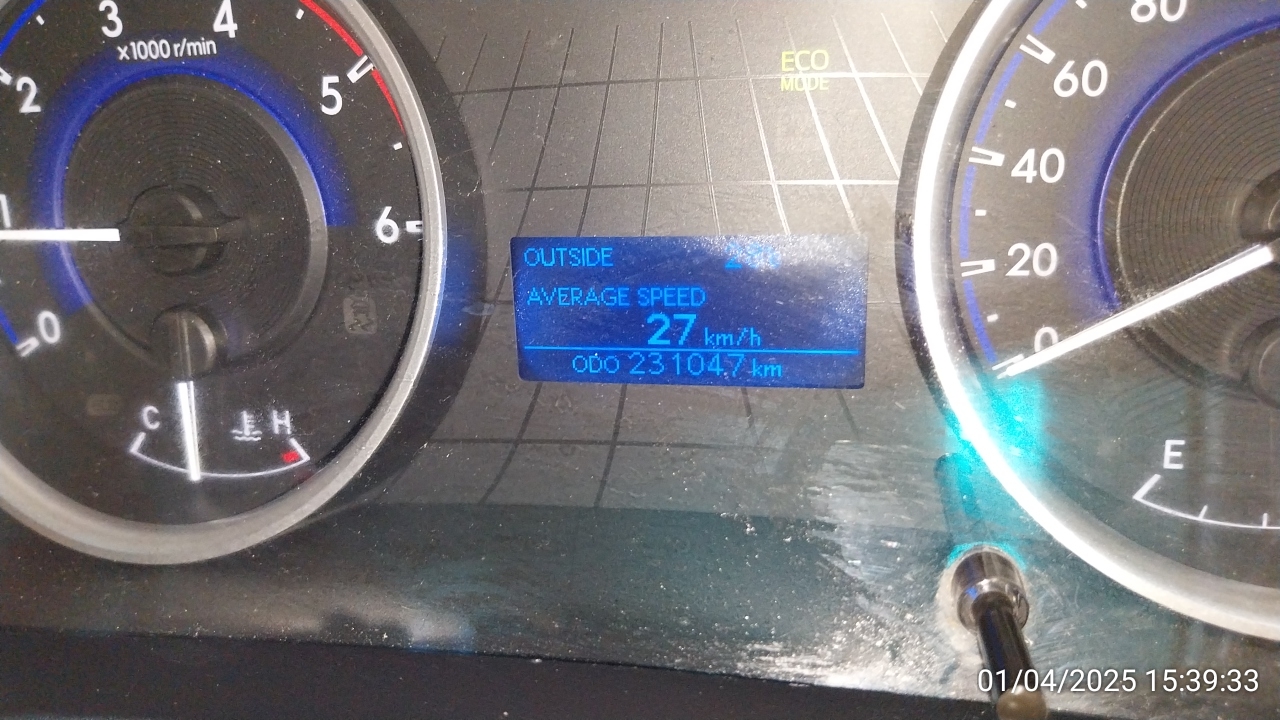 3
4
x1000 r/min
2
5
1
6
0
C
H
ECO
MODE
OUTSIDE
AVERAGE SPEED
27 km/h
ODO 231047 km
80
60
40
20
0
E
01/04/2025 15:39:33